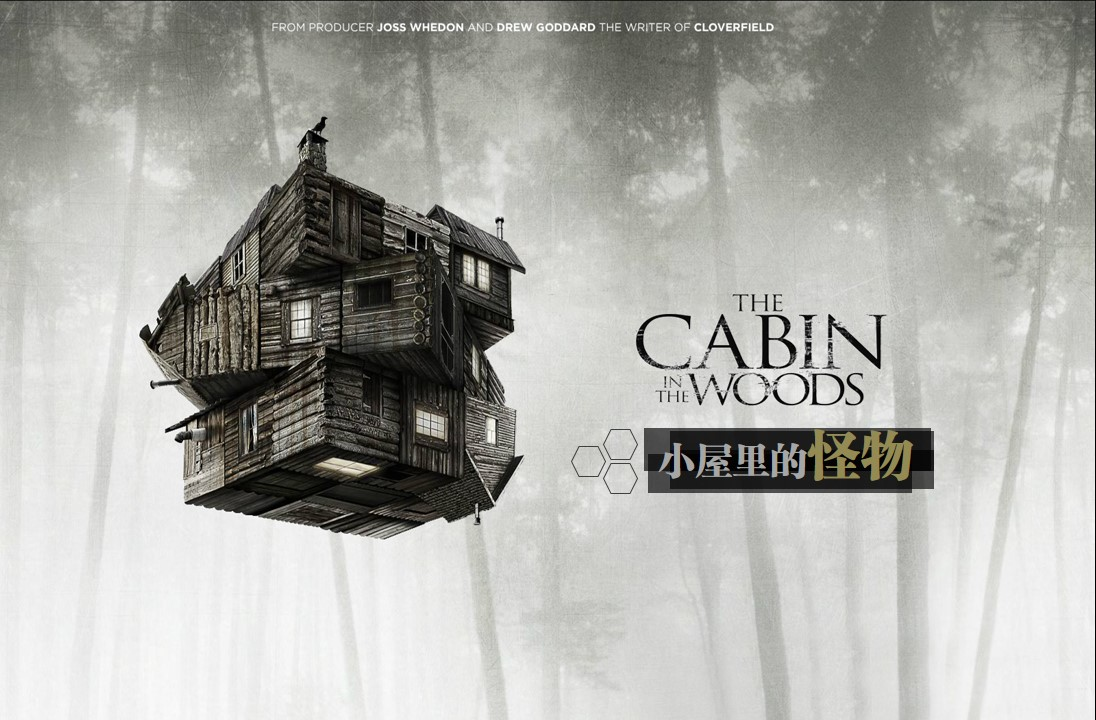 FROM PRODUCER JOSS WHEDON AND DREW GODDARD THE WRITER OF CLOVERFIELD
THE
CABIN
IN THE WOODS
小屋里的怪物